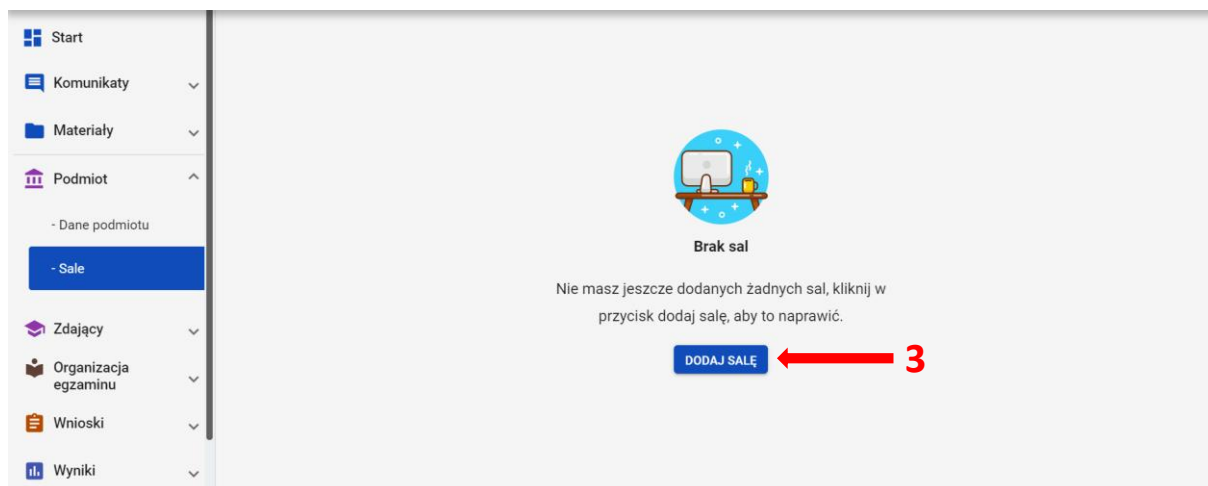 Start
Komunikaty
Materiały
Podmiot
- Dane podmiotu
- Sale
Zdający
Organizacja
egzaminu
Wnioski
Wyniki
Brak sal
Nie masz jeszcze dodanych żadnych sal, kliknij w
przycisk dodaj salę, aby to naprawić.
DODAJ SALĘ
3